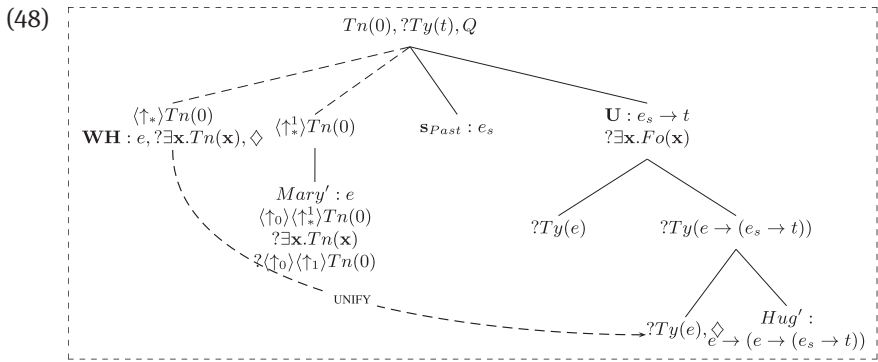 (48)
Tn(0), ?Ty(t), Q
⟨↑*⟩Tn(0)
WH : e, ?∃x.Tn(x), ♢
⟨↑¹*⟩Tn(0)
s_Past : e_s
U : e_s → t
?∃x.Fo(x)
Mary′ : e
⟨↑0⟩⟨↑¹*⟩Tn(0)
?∃x.Tn(x)
?⟨↑0⟩⟨↑1⟩Tn(0)
?Ty(e)
?Ty(e → (e_s → t))
UNIFY
?Ty(e), ♢
Hug′ :
e → (e → (e_s → t))